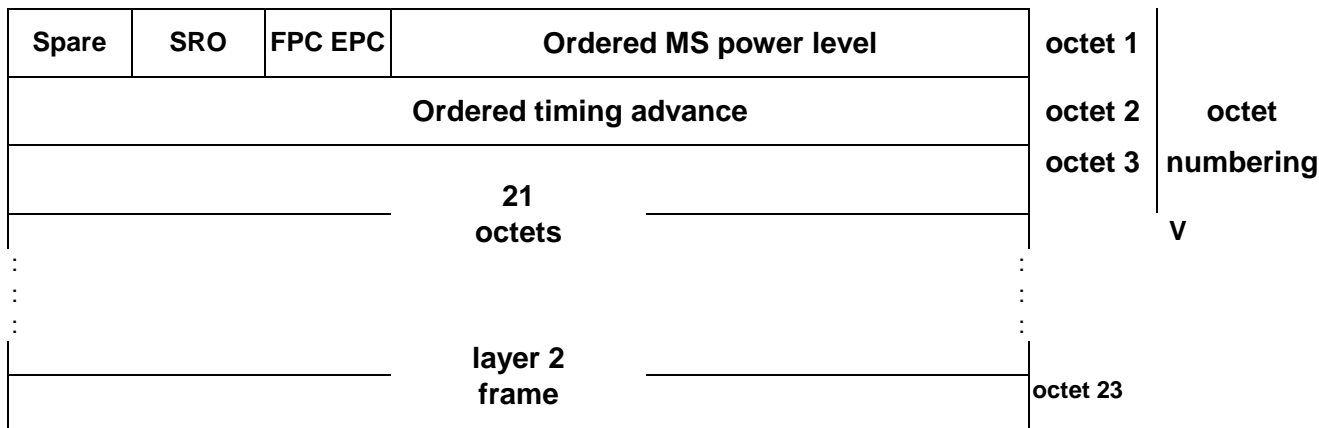 Spare SRO FPC EPC Ordered MS power level octet 1
Ordered timing advance octet 2 octet
octet 3 numbering
21
octets V
: :
: :
: :
layer 2
frame octet 23